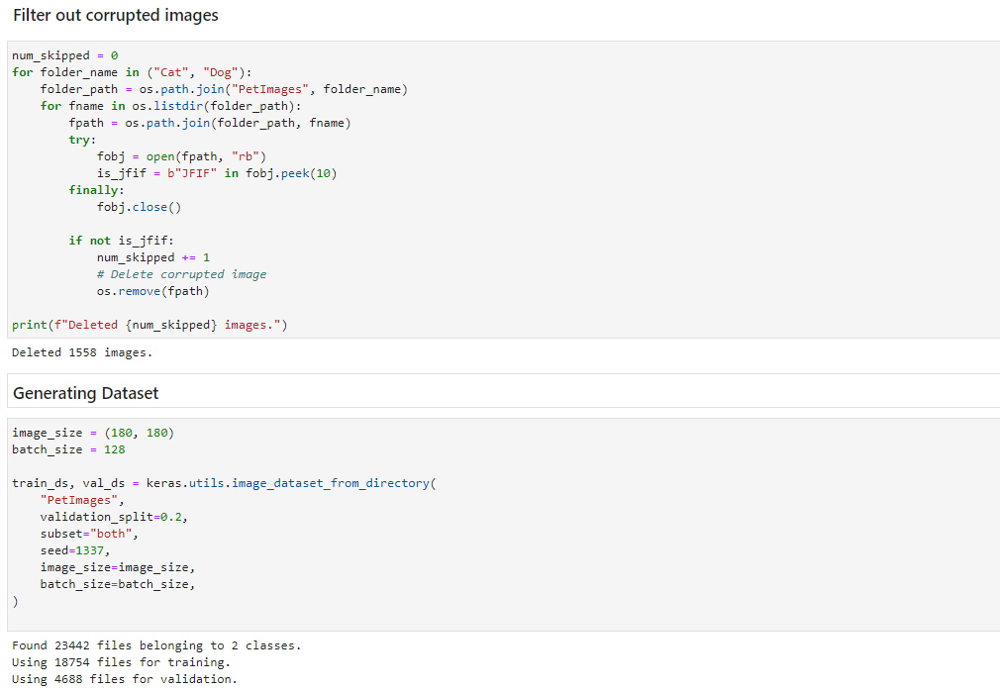 Filter out corrupted images
num_skipped = 0
for folder_name in ("Cat", "Dog"):
    folder_path = os.path.join("PetImages", folder_name)
    for fname in os.listdir(folder_path):
        fpath = os.path.join(folder_path, fname)
        try:
            fobj = open(fpath, "rb")
            is_jfif = b"JFIF" in fobj.peek(10)
        finally:
            fobj.close()

        if not is_jfif:
            num_skipped += 1
            # Delete corrupted image
            os.remove(fpath)

print(f"Deleted {num_skipped} images.")
Deleted 1558 images.
Generating Dataset
image_size = (180, 180)
batch_size = 128

train_ds, val_ds = keras.utils.image_dataset_from_directory(
    "PetImages",
    validation_split=0.2,
    subset="both",
    seed=1337,
    image_size=image_size,
    batch_size=batch_size,
)
Found 23442 files belonging to 2 classes.
Using 18754 files for training.
Using 4688 files for validation.